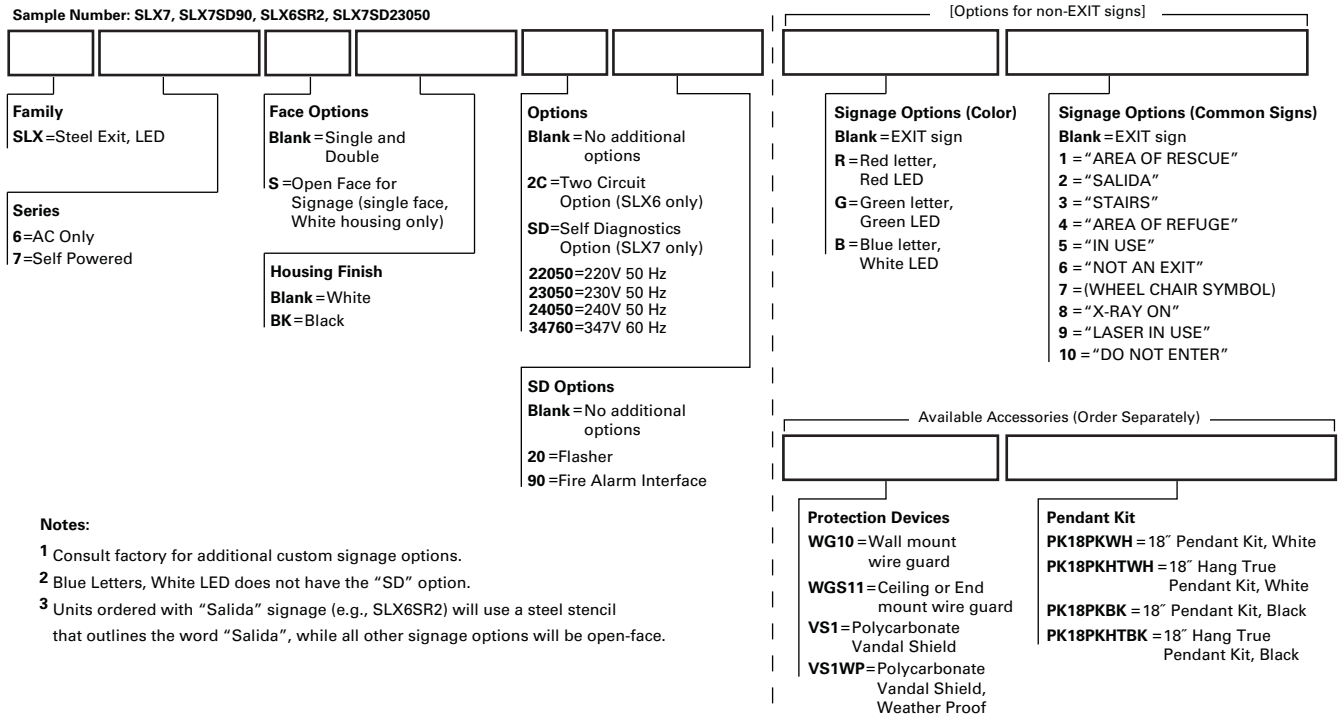 Sample Number: SLX7, SLX7SD90, SLX6SR2, SLX7SD23050
Family
SLX=Steel Exit, LED
Series
6=AC Only
7=Self Powered
Face Options
Blank=Single and
Double
S=Open Face for
Signage (single face,
White housing only)
Housing Finish
Blank=White
BK=Black
Options
Blank=No additional
options
2C=Two Circuit
Option (SLX6 only)
SD=Self Diagnostics
Option (SLX7 only)
22050=220V 50 Hz
23050=230V 50 Hz
24050=240V 50 Hz
34760=347V 60 Hz
SD Options
Blank=No additional
options
20=Flasher
90=Fire Alarm Interface
[Options for non-EXIT signs]
Signage Options (Color)
Blank=EXIT sign
R=Red letter,
Red LED
G=Green letter,
Green LED
B=Blue letter,
White LED
Signage Options (Common Signs)
Blank=EXIT sign
1=“AREA OF RESCUE”
2=“SALIDA”
3=“STAIRS”
4=“AREA OF REFUGE”
5=“IN USE”
6=“NOT AN EXIT”
7=(WHEEL CHAIR SYMBOL)
8=“X-RAY ON”
9=“LASER IN USE”
10=“DO NOT ENTER”
Available Accessories (Order Separately)
Protection Devices
WG10=Wall mount
wire guard
WGS11=Ceiling or End
mount wire guard
VS1=Polycarbonate
Vandal Shield
VS1WP=Polycarbonate
Vandal Shield,
Weather Proof
Pendant Kit
PK18PKWH=18˝ Pendant Kit, White
PK18PKHTWH=18˝ Hang True
Pendant Kit, White
PK18PKBK=18˝ Pendant Kit, Black
PK18PKHTBK=18˝ Hang True
Pendant Kit, Black
Notes:
1 Consult factory for additional custom signage options.
2 Blue Letters, White LED does not have the “SD” option.
3 Units ordered with “Salida” signage (e.g., SLX6SR2) will use a steel stencil
that outlines the word “Salida”, while all other signage options will be open-face.